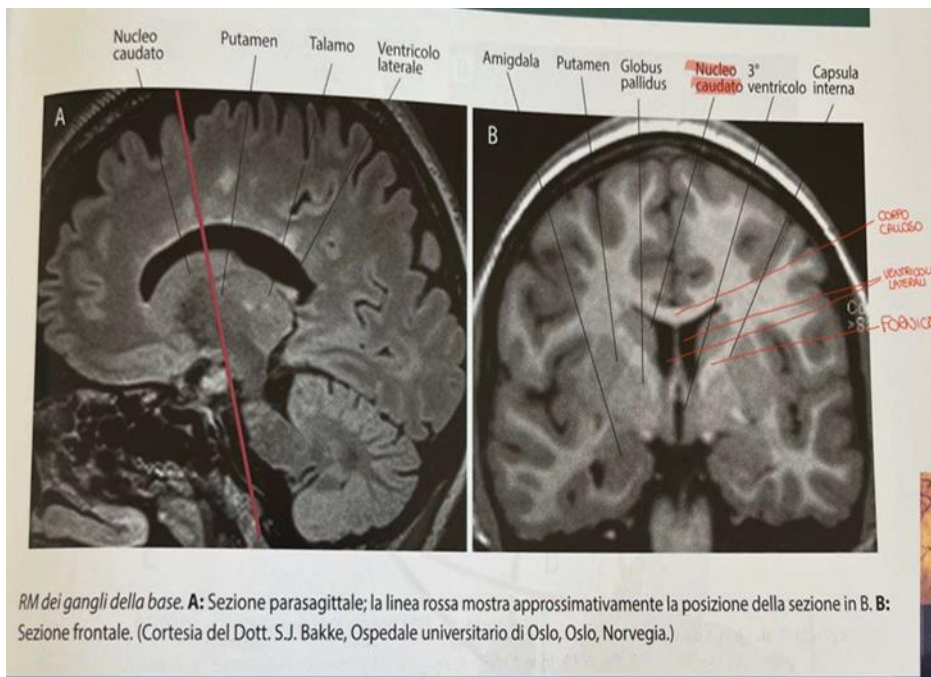 Nucleo
caudato
Putamen
Talamo
Ventricolo
laterale
Amigdala
Putamen
Globus
pallidus
Nucleo
caudato
3°
ventricolo
Capsula
interna
A
B
CORPO
CALLOSO
VENTRICOLI
LATERALI
FORNICE
RM dei gangli della base. A: Sezione parasagittale; la linea rossa mostra approssimativamente la posizione della sezione in B. B:
Sezione frontale. (Cortesia del Dott. S.J. Bakke, Ospedale universitario di Oslo, Oslo, Norvegia.)